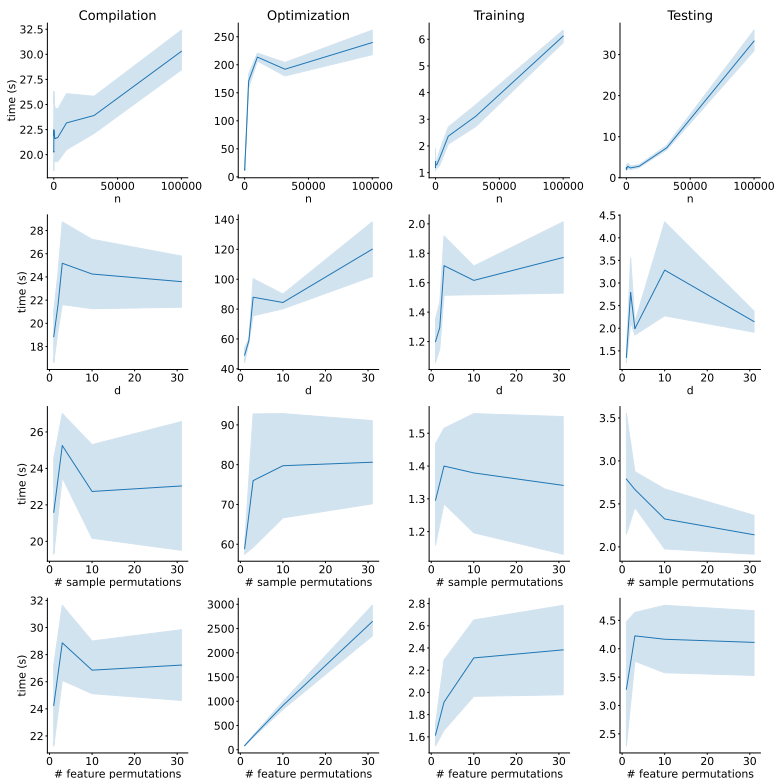 Compilation Optimization Training Testing
time (s)
32.5 30.0 27.5 25.0 22.5 20.0
250 200 150 100 50 0
6 5 4 3 2 1
30 20 10 0
0 50000 100000 0 50000 100000 0 50000 100000 0 50000 100000
n n n n
time (s)
28 26 24 22 20 18
140 120 100 80 60 40
2.0 1.8 1.6 1.4 1.2
4.5 4.0 3.5 3.0 2.5 2.0 1.5
0 10 20 30 0 10 20 30 0 10 20 30 0 10 20 30
d d d d
time (s)
26 24 22 20
90 80 70 60
1.5 1.4 1.3 1.2
3.5 3.0 2.5 2.0
0 10 20 30 0 10 20 30 0 10 20 30 0 10 20 30
# sample permutations # sample permutations # sample permutations # sample permutations
time (s)
32 30 28 26 24 22
3000 2500 2000 1500 1000 500 0
2.8 2.6 2.4 2.2 2.0 1.8 1.6
4.5 4.0 3.5 3.0 2.5
0 10 20 30 0 10 20 30 0 10 20 30 0 10 20 30
# feature permutations # feature permutations # feature permutations # feature permutations